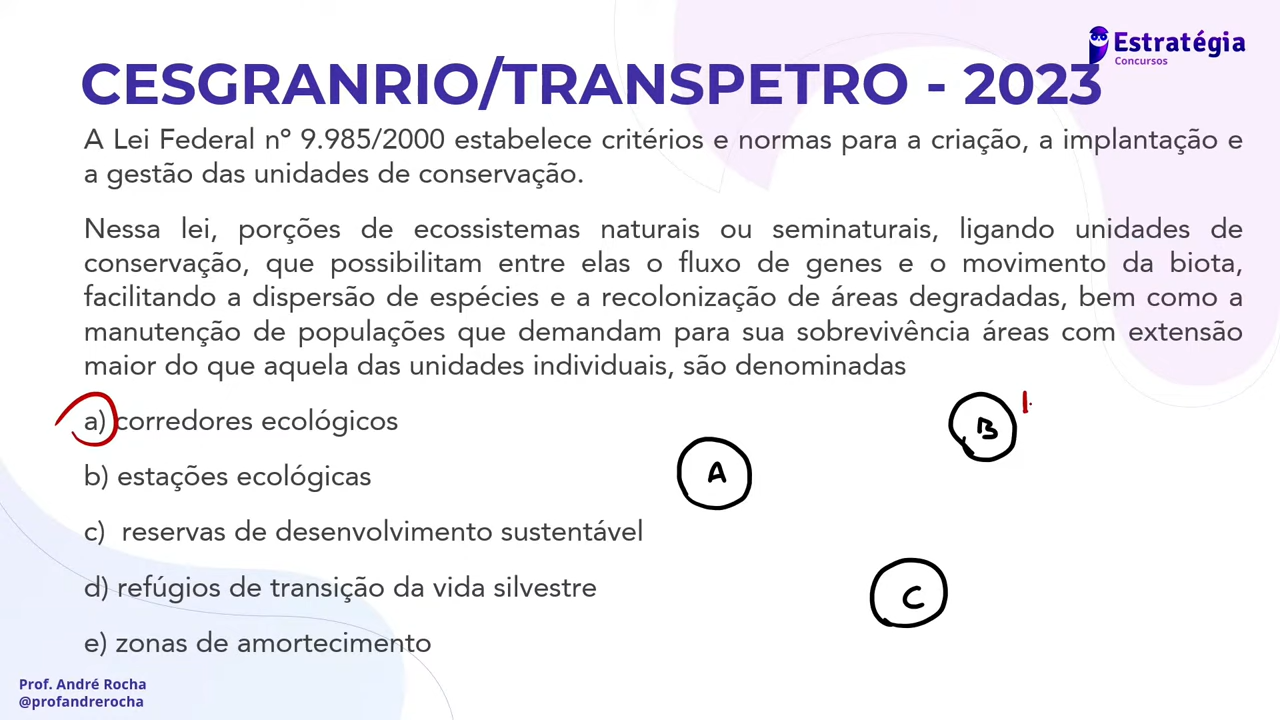 Estratégia
Concursos
CESGRANRIO/TRANSPETRO - 2023
A Lei Federal nº 9.985/2000 estabelece critérios e normas para a criação, a implantação e
a gestão das unidades de conservação.
Nessa lei, porções de ecossistemas naturais ou seminaturais, ligando unidades de
conservação, que possibilitam entre elas o fluxo de genes e o movimento da biota,
facilitando a dispersão de espécies e a recolonização de áreas degradadas, bem como a
manutenção de populações que demandam para sua sobrevivência áreas com extensão
maior do que aquela das unidades individuais, são denominadas
a) corredores ecológicos
b) estações ecológicas
c) reservas de desenvolvimento sustentável
d) refúgios de transição da vida silvestre
e) zonas de amortecimento
A
B
C
Prof. André Rocha
@profandrerocha